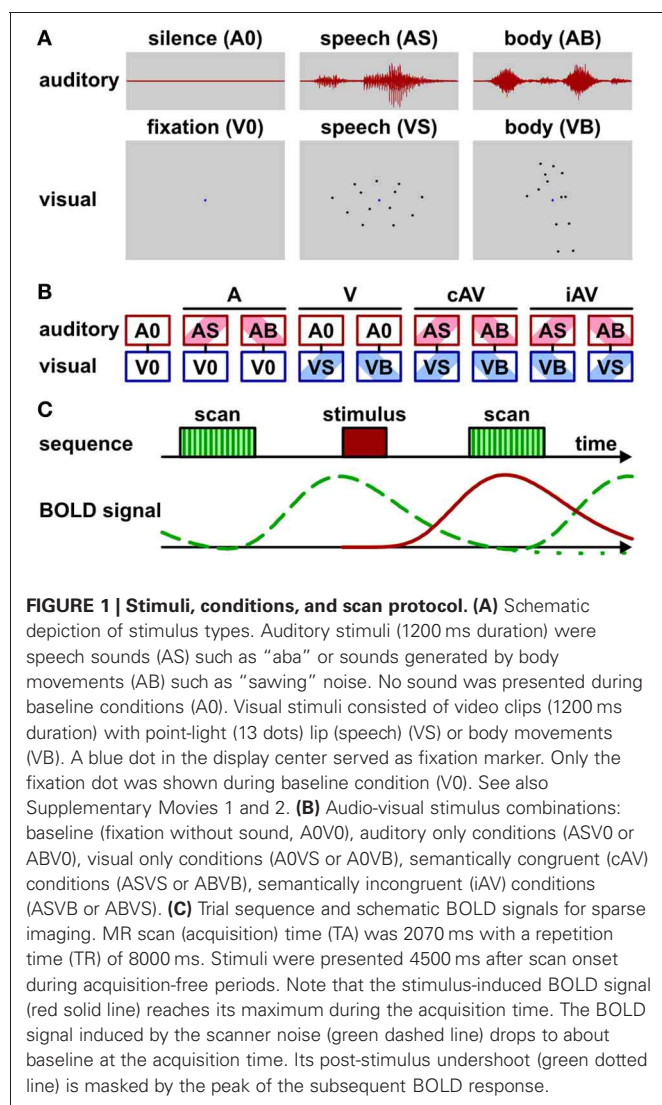 A
silence (A0) speech (AS) body (AB)
auditory
fixation (V0) speech (VS) body (VB)
visual
B
A V cAV iAV
auditory A0 AS AB A0 A0 AS AB AS AB
visual V0 V0 V0 VS VB VS VB VB VS
C
scan stimulus scan
sequence time
BOLD signal
FIGURE 1 | Stimuli, conditions, and scan protocol. (A) Schematic
depiction of stimulus types. Auditory stimuli (1200 ms duration) were
speech sounds (AS) such as “aba” or sounds generated by body
movements (AB) such as “sawing” noise. No sound was presented during
baseline conditions (A0). Visual stimuli consisted of video clips (1200 ms
duration) with point-light (13 dots) lip (speech) (VS) or body movements
(VB). A blue dot in the display center served as fixation marker. Only the
fixation dot was shown during baseline condition (V0). See also
Supplementary Movies 1 and 2. (B) Audio-visual stimulus combinations:
baseline (fixation without sound, A0V0), auditory only conditions (ASV0 or
ABV0), visual only conditions (A0VS or A0VB), semantically congruent (cAV)
conditions (ASVS or ABVB), semantically incongruent (iAV) conditions
(ASVB or ABVS). (C) Trial sequence and schematic BOLD signals for sparse
imaging. MR scan (acquisition) time (TA) was 2070 ms with a repetition
time (TR) of 8000 ms. Stimuli were presented 4500 ms after scan onset
during acquisition-free periods. Note that the stimulus-induced BOLD signal
(red solid line) reaches its maximum during the acquisition time. The BOLD
signal induced by the scanner noise (green dashed line) drops to about
baseline at the acquisition time. Its post-stimulus undershoot (green dotted
line) is masked by the peak of the subsequent BOLD response.